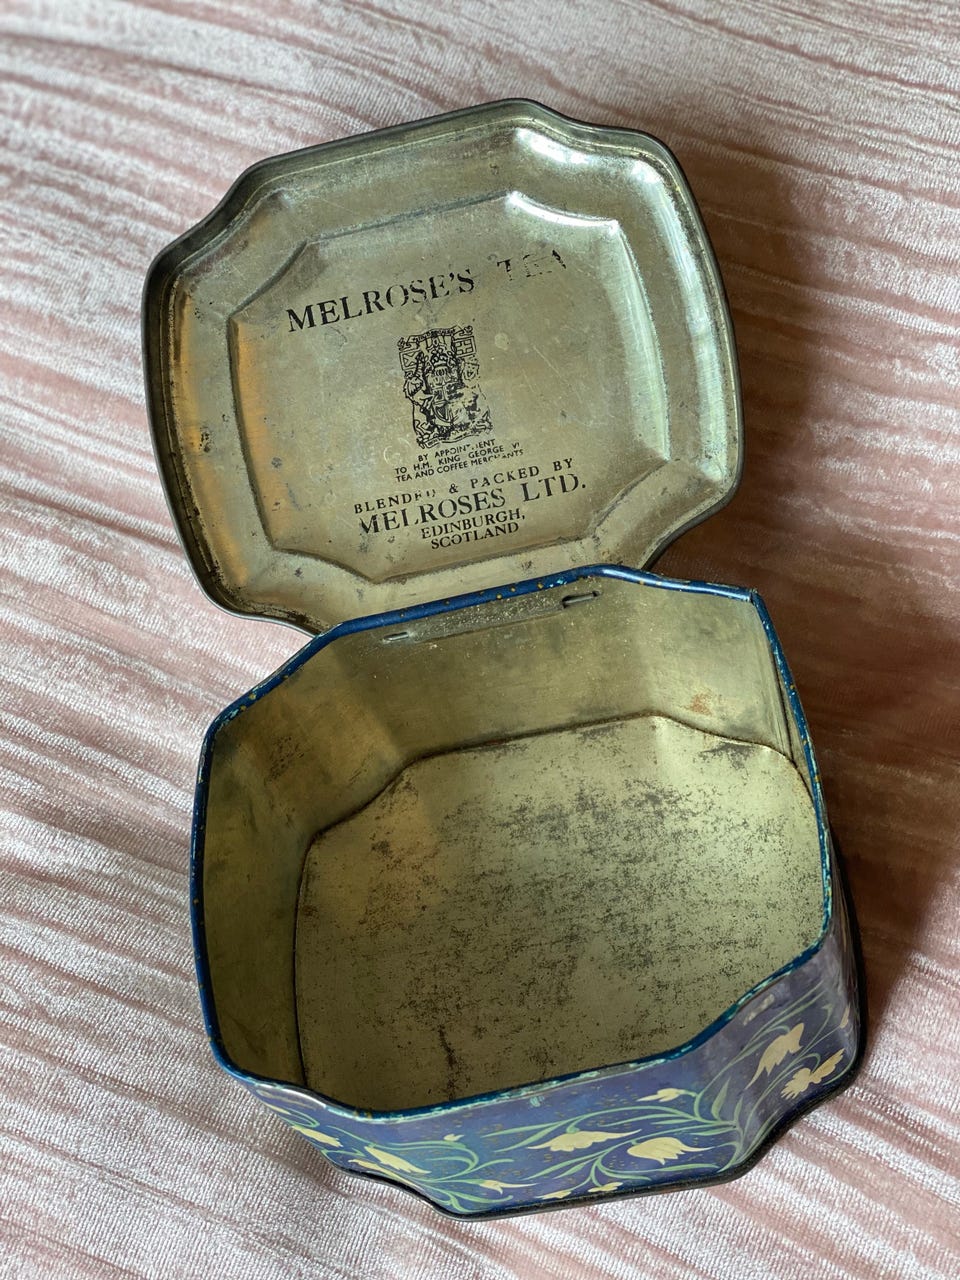 MELROSE'S TEA
BY APPOINTMENT
TO H.M. KING GEORGE VI
TEA AND COFFEE MERCHANTS
BLENDED & PACKED BY
MELROSES LTD.
EDINBURGH,
SCOTLAND